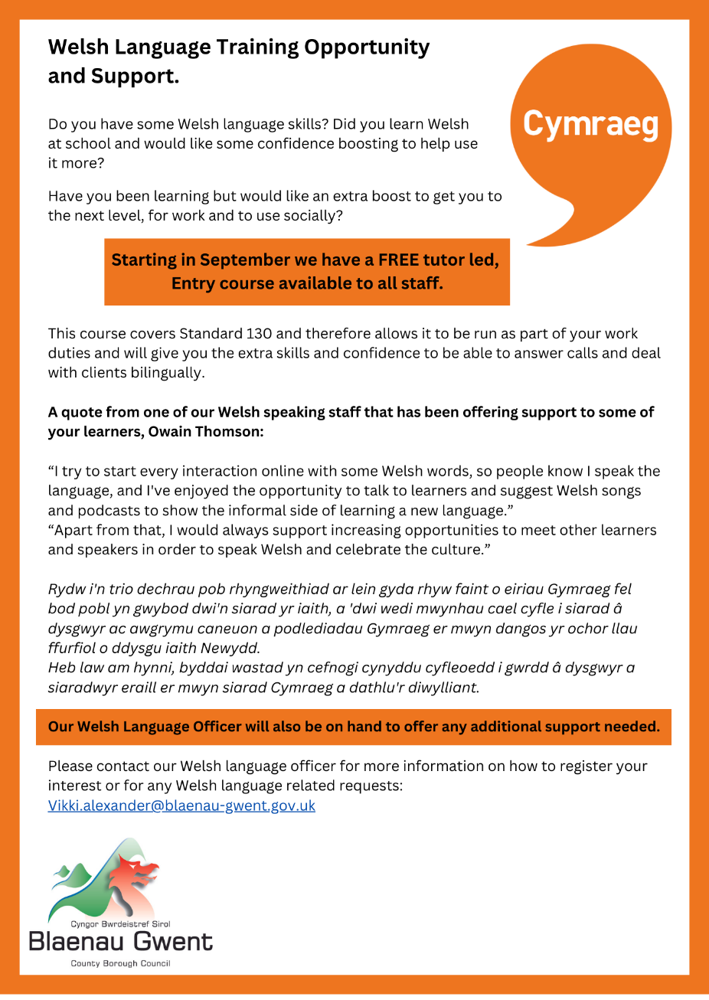 Welsh Language Training Opportunity
and Support.
Cymraeg
Do you have some Welsh language skills? Did you learn Welsh
at school and would like some confidence boosting to help use
it more?
Have you been learning but would like an extra boost to get you to
the next level, for work and to use socially?
Starting in September we have a FREE tutor led,
Entry course available to all staff.
This course covers Standard 130 and therefore allows it to be run as part of your work
duties and will give you the extra skills and confidence to be able to answer calls and deal
with clients bilingually.
A quote from one of our Welsh speaking staff that has been offering support to some of
your learners, Owain Thomson:
“I try to start every interaction online with some Welsh words, so people know I speak the
language, and I've enjoyed the opportunity to talk to learners and suggest Welsh songs
and podcasts to show the informal side of learning a new language.”
“Apart from that, I would always support increasing opportunities to meet other learners
and speakers in order to speak Welsh and celebrate the culture.”
Rydw i'n trio dechrau pob rhyngweithiad ar lein gyda rhyw faint o eiriau Gymraeg fel
bod pobl yn gwybod dwi'n siarad yr iaith, a 'dwi wedi mwynhau cael cyfle i siarad â
dysgwyr ac awgrymu caneuon a podlediadau Gymraeg er mwyn dangos yr ochor llau
ffurfiol o ddysgu iaith Newydd.
Heb law am hynni, byddai wastad yn cefnogi cynyddu cyfleoedd i gwrdd â dysgwyr a
siaradwyr eraill er mwyn siarad Cymraeg a dathlu'r diwylliant.
Our Welsh Language Officer will also be on hand to offer any additional support needed.
Please contact our Welsh language officer for more information on how to register your
interest or for any Welsh language related requests:
Vikki.alexander@blaenau-gwent.gov.uk
Cyngor Bwrdeistref Sirol
Blaenau Gwent
County Borough Council